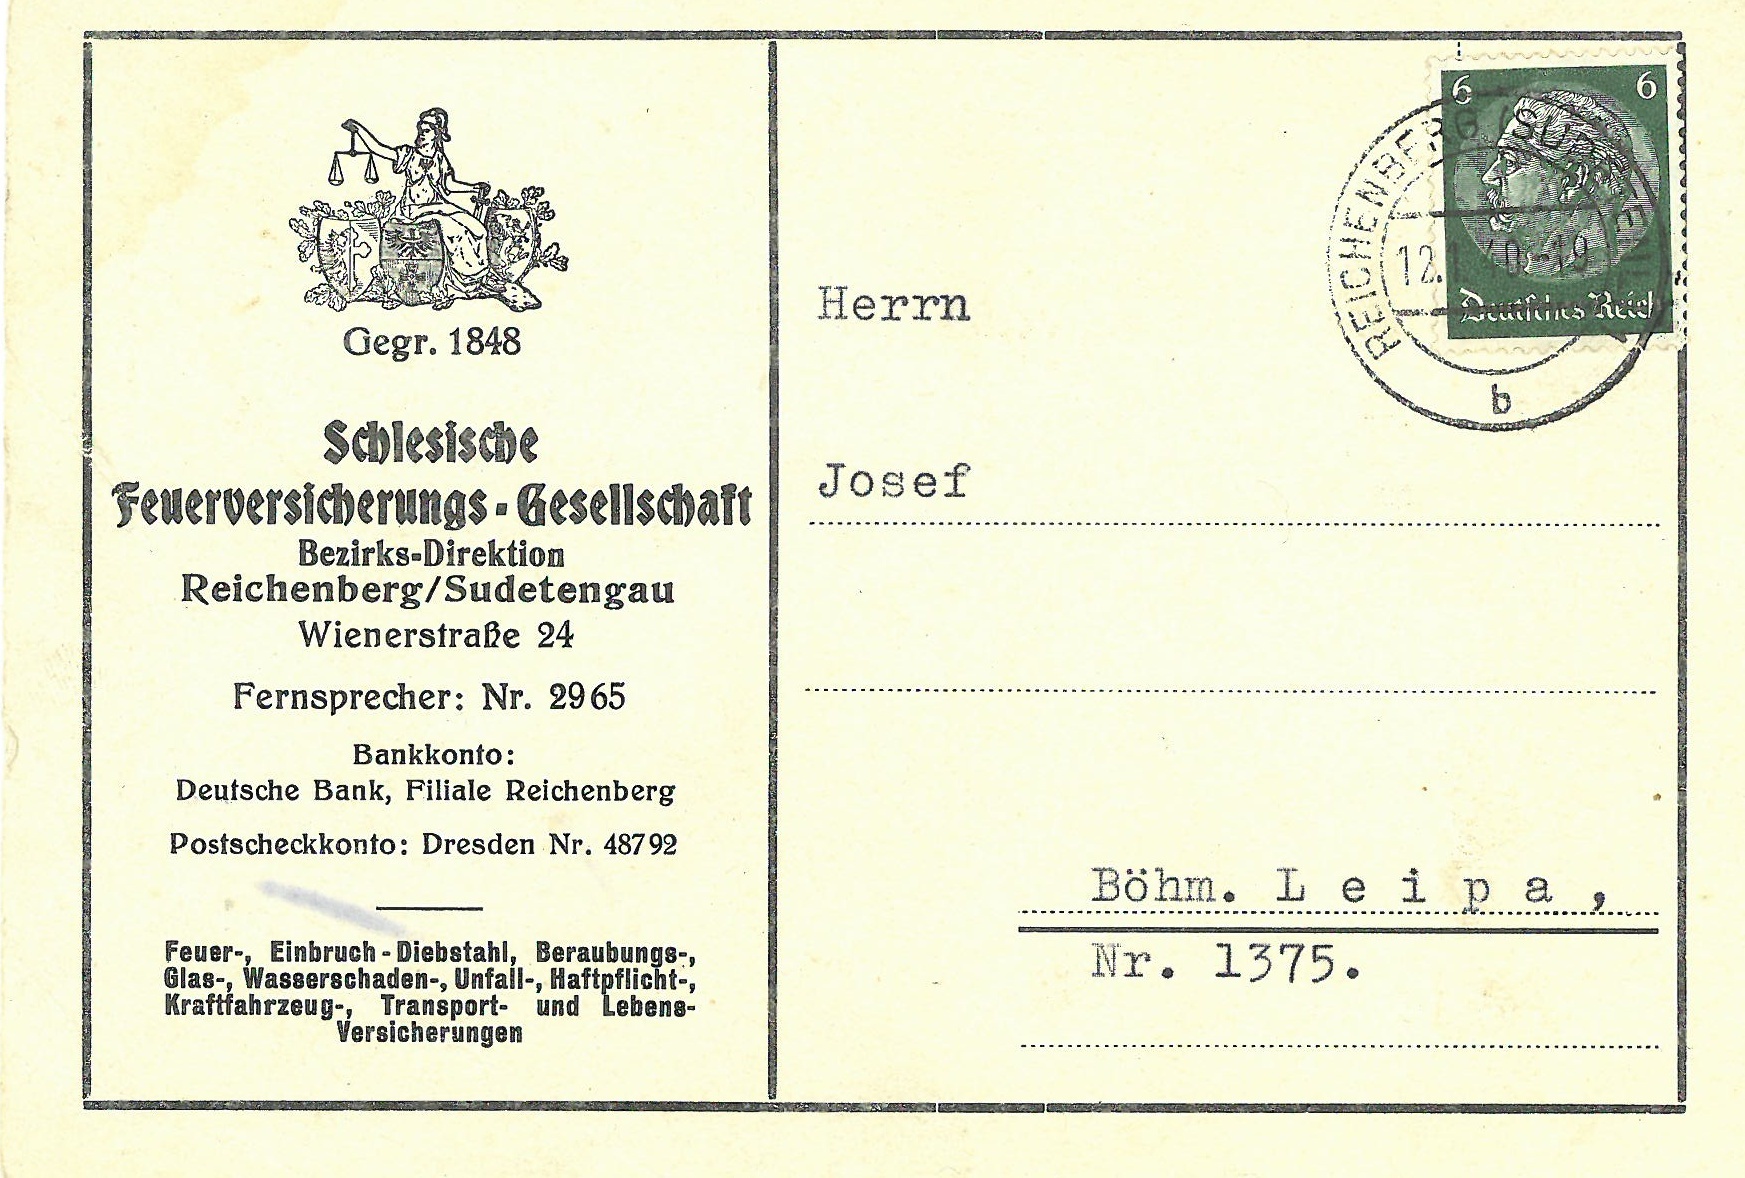 Gegr. 1848
Schlesische
Feuerversicherungs-Gesellschaft
Bezirks-Direktion
Reichenberg/Sudetengau
Wienerstraße 24
Fernsprecher: Nr. 2965
Bankkonto:
Deutsche Bank, Filiale Reichenberg
Postscheckkonto: Dresden Nr. 48792
Feuer-, Einbruch-Diebstahl, Beraubungs-,
Glas-, Wasserschaden-, Unfall-, Haftpflicht-,
Kraftfahrzeug-, Transport- und Lebens-
Versicherungen
6 6
Deutsches Reich
REICHENBERG
b
Herrn
Josef
Böhm. Leipa,
Nr. 1375.